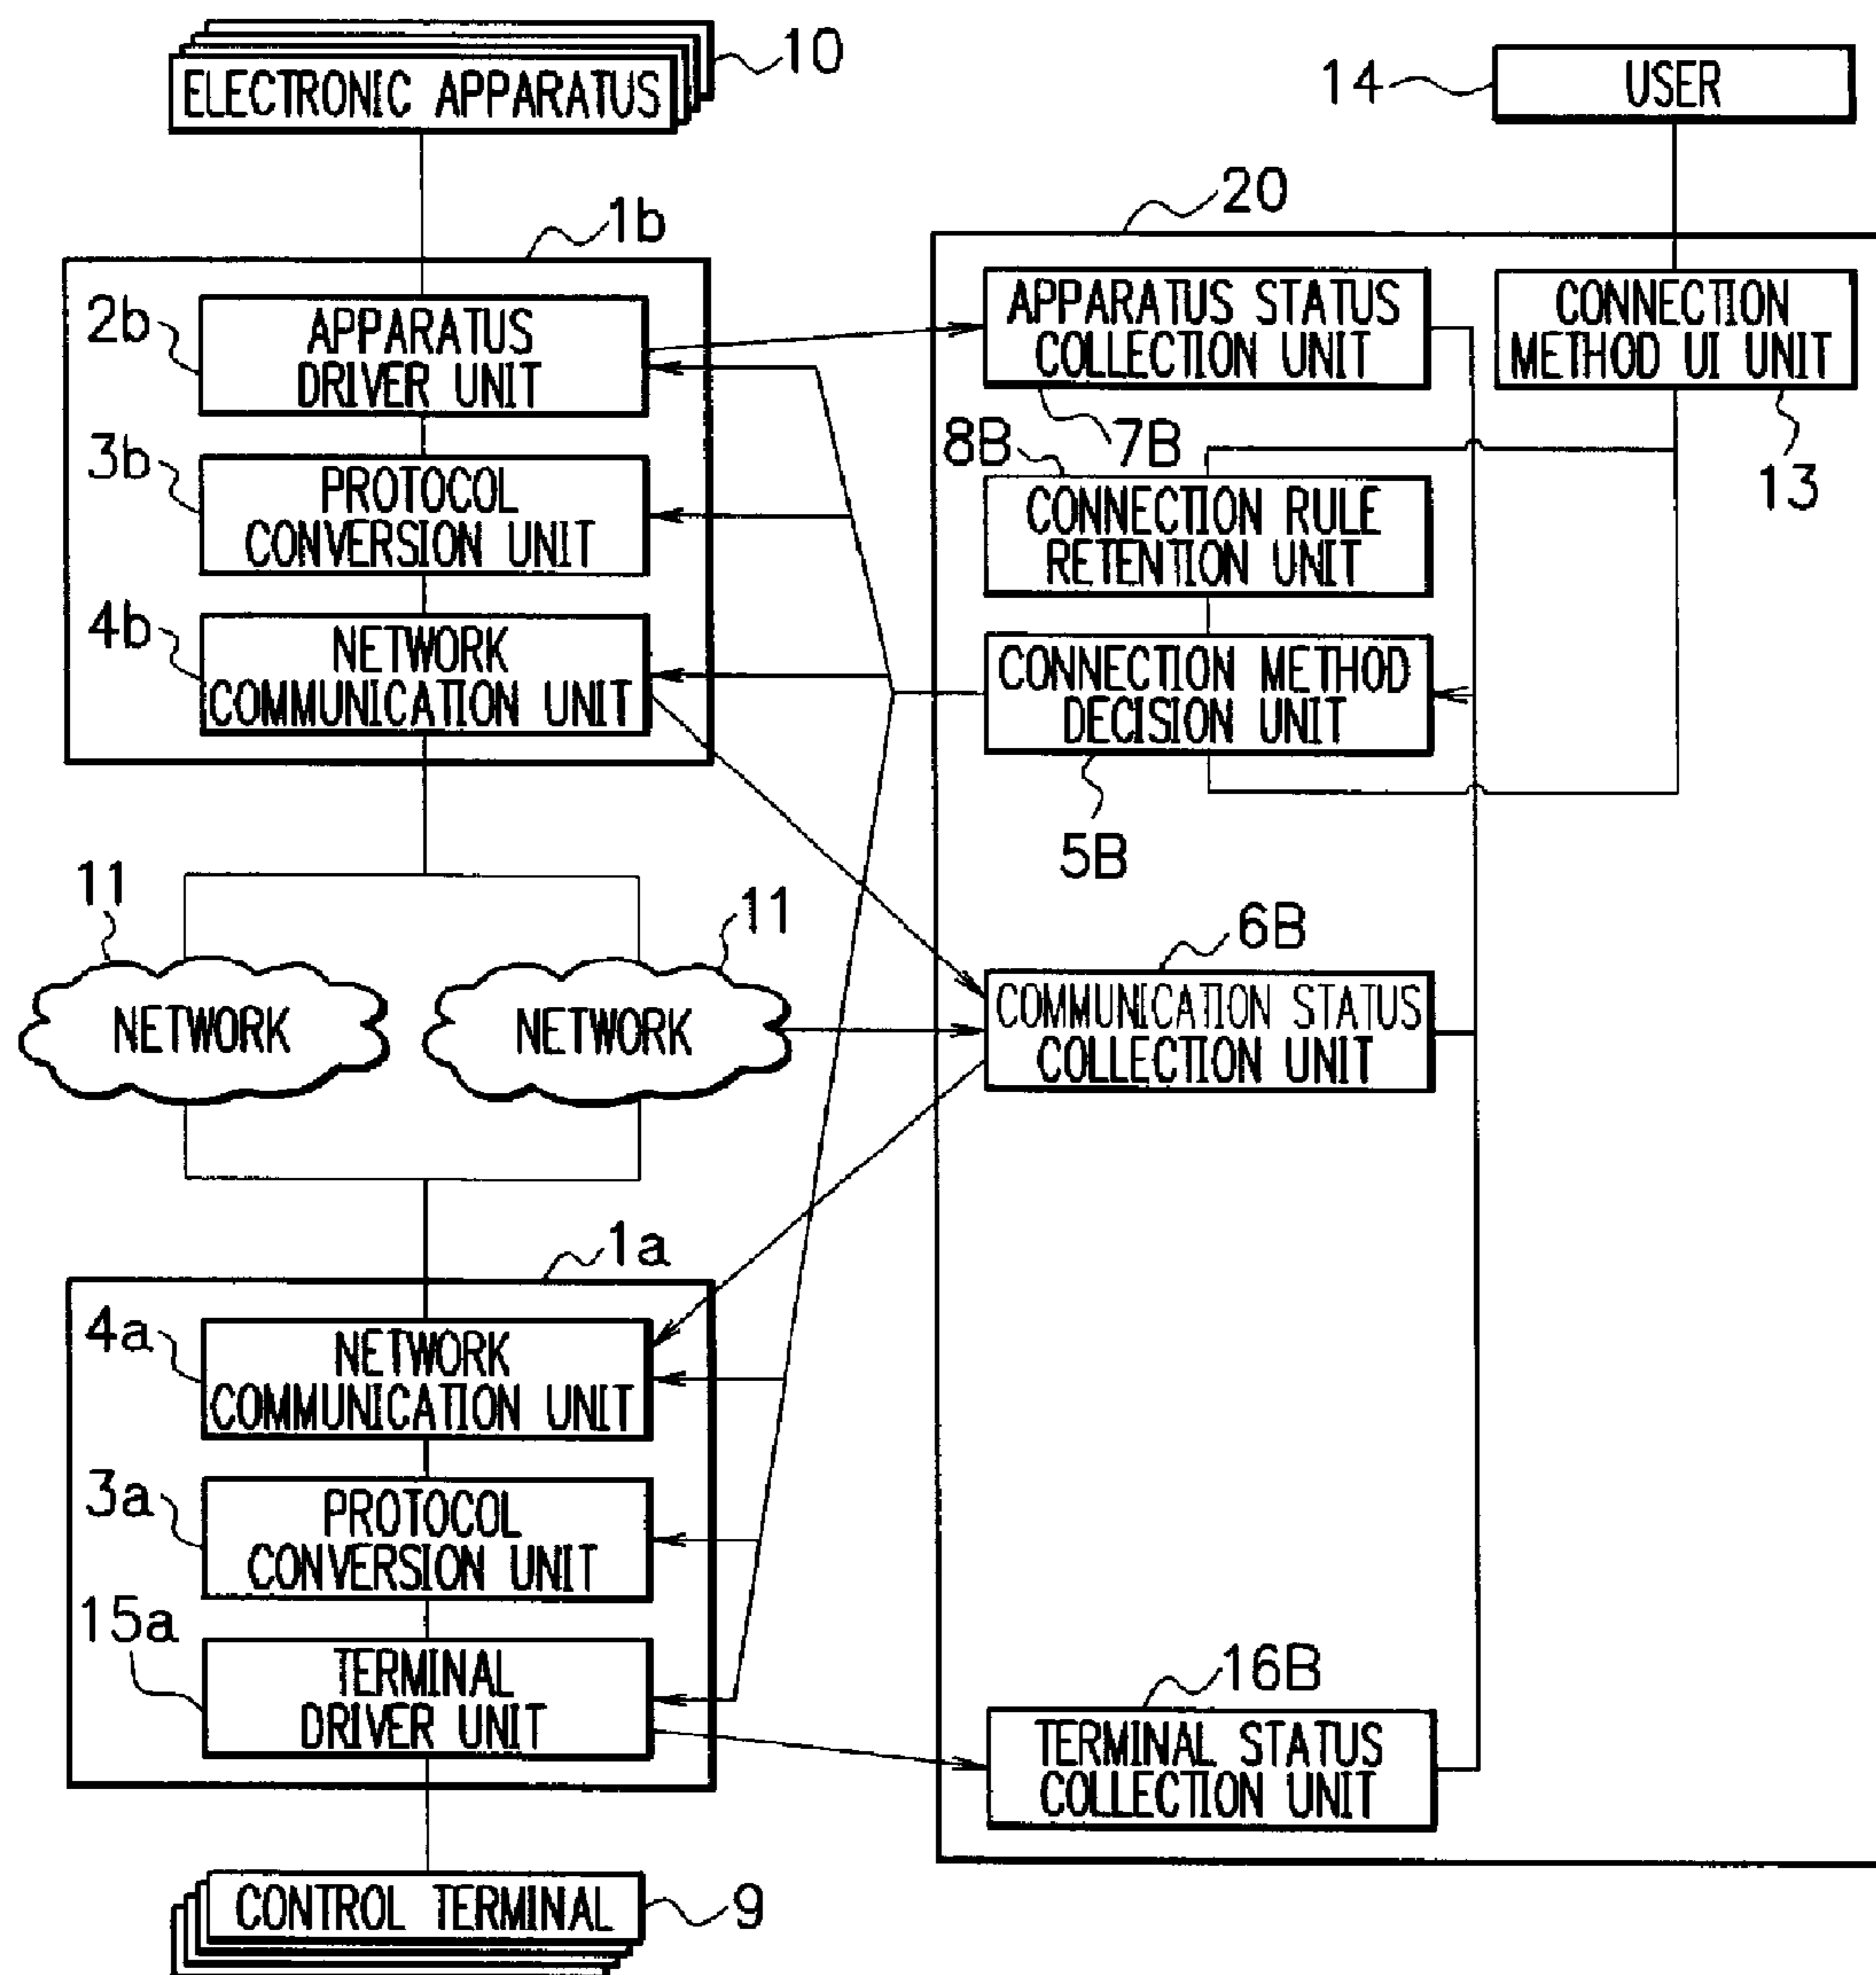 10
ELECTRONIC APPARATUS
14
USER
20
1b
2b
APPARATUS
DRIVER UNIT
APPARATUS STATUS
COLLECTION UNIT
CONNECTION
METHOD UI UNIT
7B
8B
13
3b
PROTOCOL
CONVERSION UNIT
CONNECTION RULE
RETENTION UNIT
4b
NETWORK
COMMUNICATION UNIT
CONNECTION METHOD
DECISION UNIT
5B
11
NETWORK
11
NETWORK
6B
COMMUNICATION STATUS
COLLECTION UNIT
1a
4a
NETWORK
COMMUNICATION UNIT
3a
PROTOCOL
CONVERSION UNIT
15a
TERMINAL
DRIVER UNIT
16B
TERMINAL STATUS
COLLECTION UNIT
CONTROL TERMINAL
9